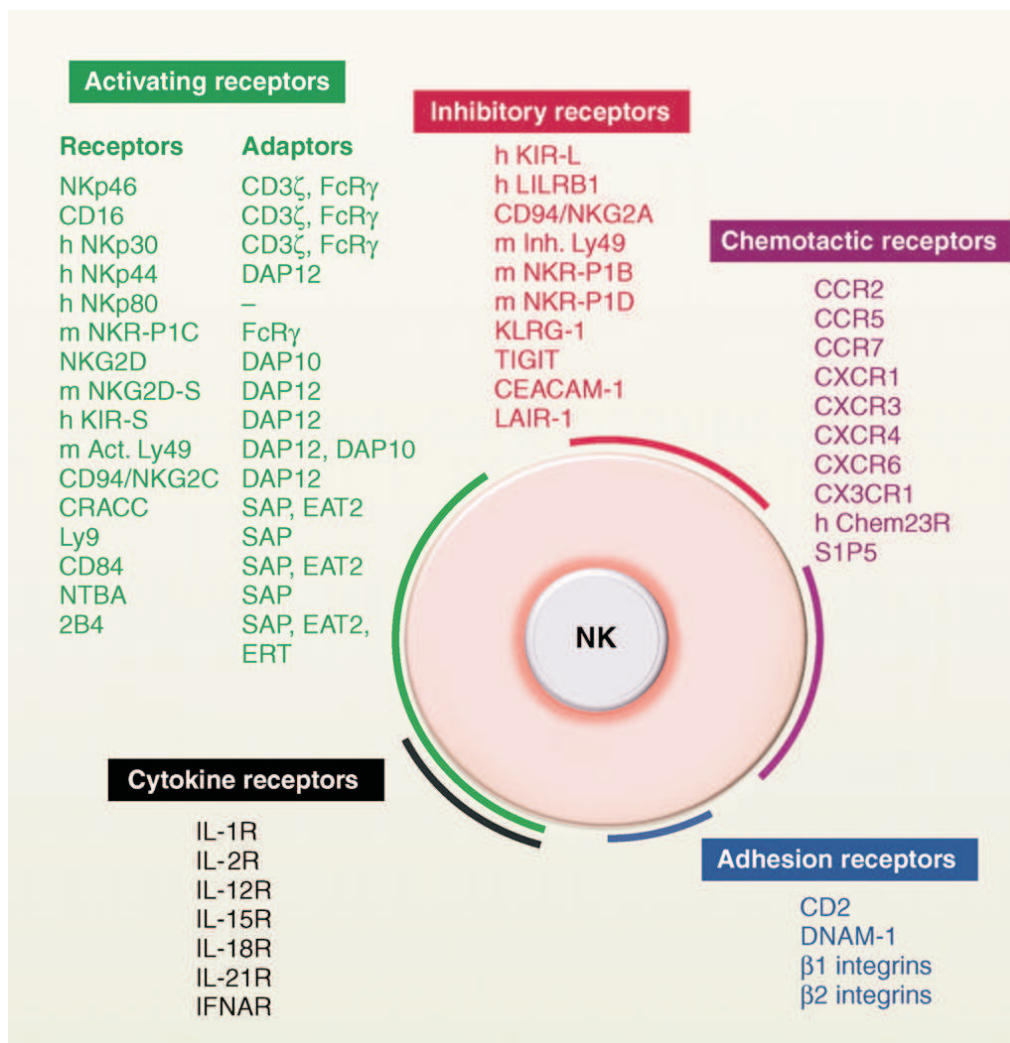 Activating receptors
Receptors Adaptors
NKp46 CD3ζ, FcRγ
CD16 CD3ζ, FcRγ
h NKp30 CD3ζ, FcRγ
h NKp44 DAP12
h NKp80 –
m NKR-P1C FcRγ
NKG2D DAP10
m NKG2D-S DAP12
h KIR-S DAP12
m Act. Ly49 DAP12, DAP10
CD94/NKG2C DAP12
CRACC SAP, EAT2
Ly9 SAP
CD84 SAP, EAT2
NTBA SAP
2B4 SAP, EAT2,
ERT
Inhibitory receptors
h KIR-L
h LILRB1
CD94/NKG2A
m Inh. Ly49
m NKR-P1B
m NKR-P1D
KLRG-1
TIGIT
CEACAM-1
LAIR-1
Chemotactic receptors
CCR2
CCR5
CCR7
CXCR1
CXCR3
CXCR4
CXCR6
CX3CR1
h Chem23R
S1P5
NK
Cytokine receptors
IL-1R
IL-2R
IL-12R
IL-15R
IL-18R
IL-21R
IFNAR
Adhesion receptors
CD2
DNAM-1
β1 integrins
β2 integrins